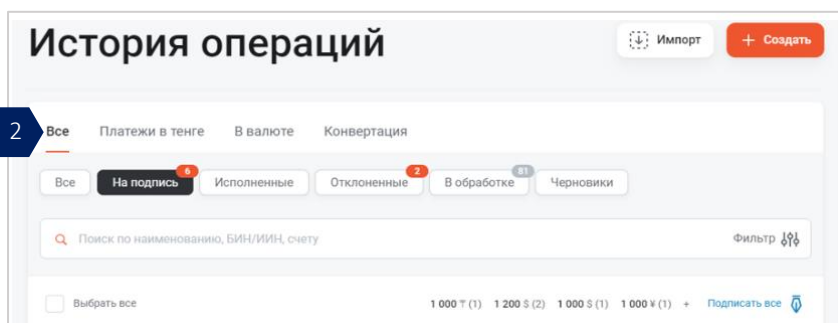 История операций
Импорт
+ Создать
2
Все Платежи в тенге В валюте Конвертация
Все На подпись 6 Исполненные Отклоненные 2 В обработке 81 Черновики
Поиск по наименованию, БИН/ИИН, счету
Фильтр
Выбрать все
1 000 ₸ (1) 1 200 $ (2) 1 000 $ (1) 1 000 ¥ (1) +
Подписать все